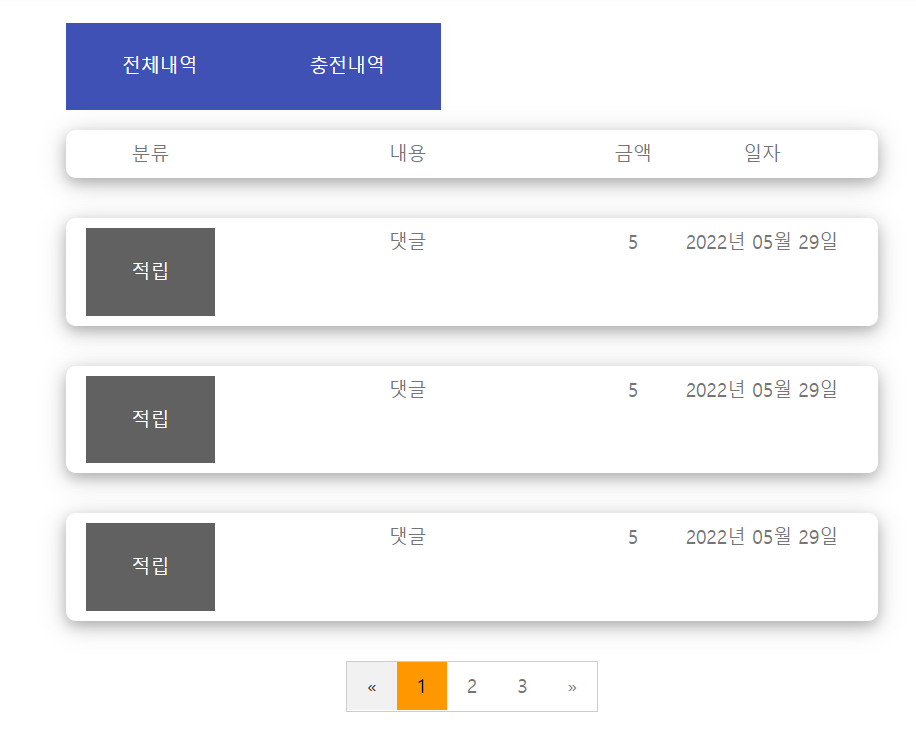 전체내역 충전내역
분류 내용 금액 일자
댓글 5 2022년 05월 29일
적립
댓글 5 2022년 05월 29일
적립
댓글 5 2022년 05월 29일
적립
« 1 2 3 »